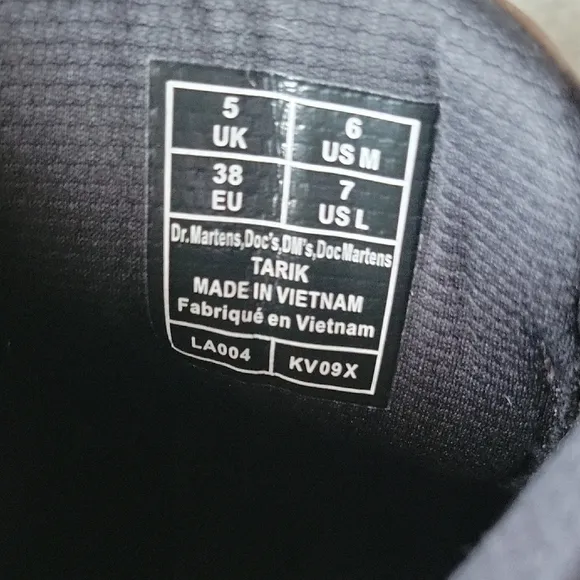 5
UK
6
US M
38
EU
7
US L
Dr.Martens,Doc's,DM's,DocMartens
TARIK
MADE IN VIETNAM
Fabriqué en Vietnam
LA004
KV09X